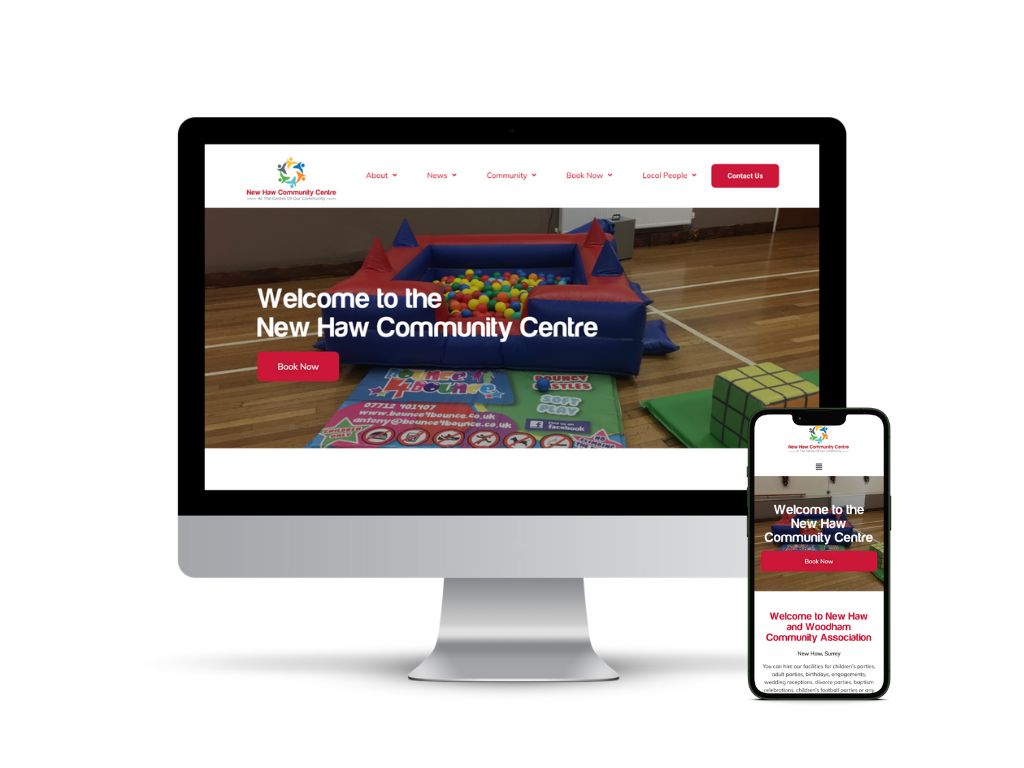 New Haw Community Centre
At The Centre Of Our Community
About
News
Community
Book Now
Local People
Contact Us
Welcome to the
New Haw Community Centre
Book Now
BOUNCE
4 BOUNCE
07712 401407
www.bounce4bounce.co.uk
antony@bounce4bounce.co.uk
BOUNCY
CASTLES
SOFT
PLAY
Find us on
facebook
New Haw Community Centre
Welcome to the
New Haw
Community Centre
Book Now
Welcome to New Haw
and Woodham
Community Association
New Haw, Surrey
You can hire our facilities for children's parties,
adult parties, birthdays, engagements,
wedding receptions, divorce parties, baptism
celebrations, children's football parties or any